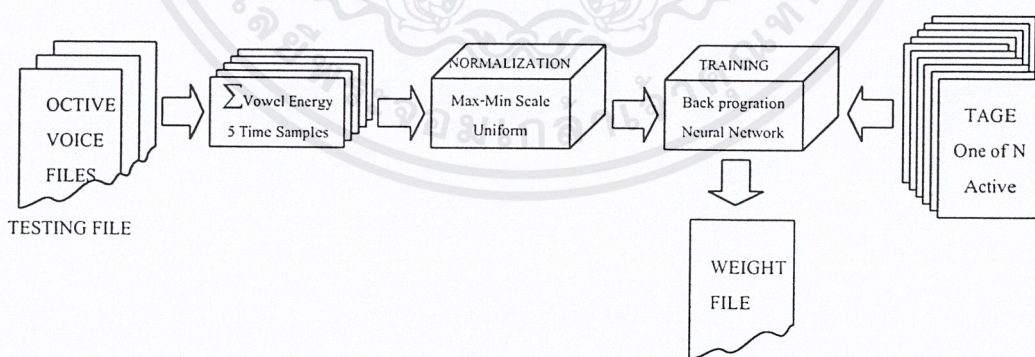 OCTIVE
VOICE
FILES
TESTING FILE
∑Vowel Energy
5 Time Samples
NORMALIZATION
Max-Min Scale
Uniform
TRAINING
Back progration
Neural Network
TAGE
One of N
Active
WEIGHT
FILE